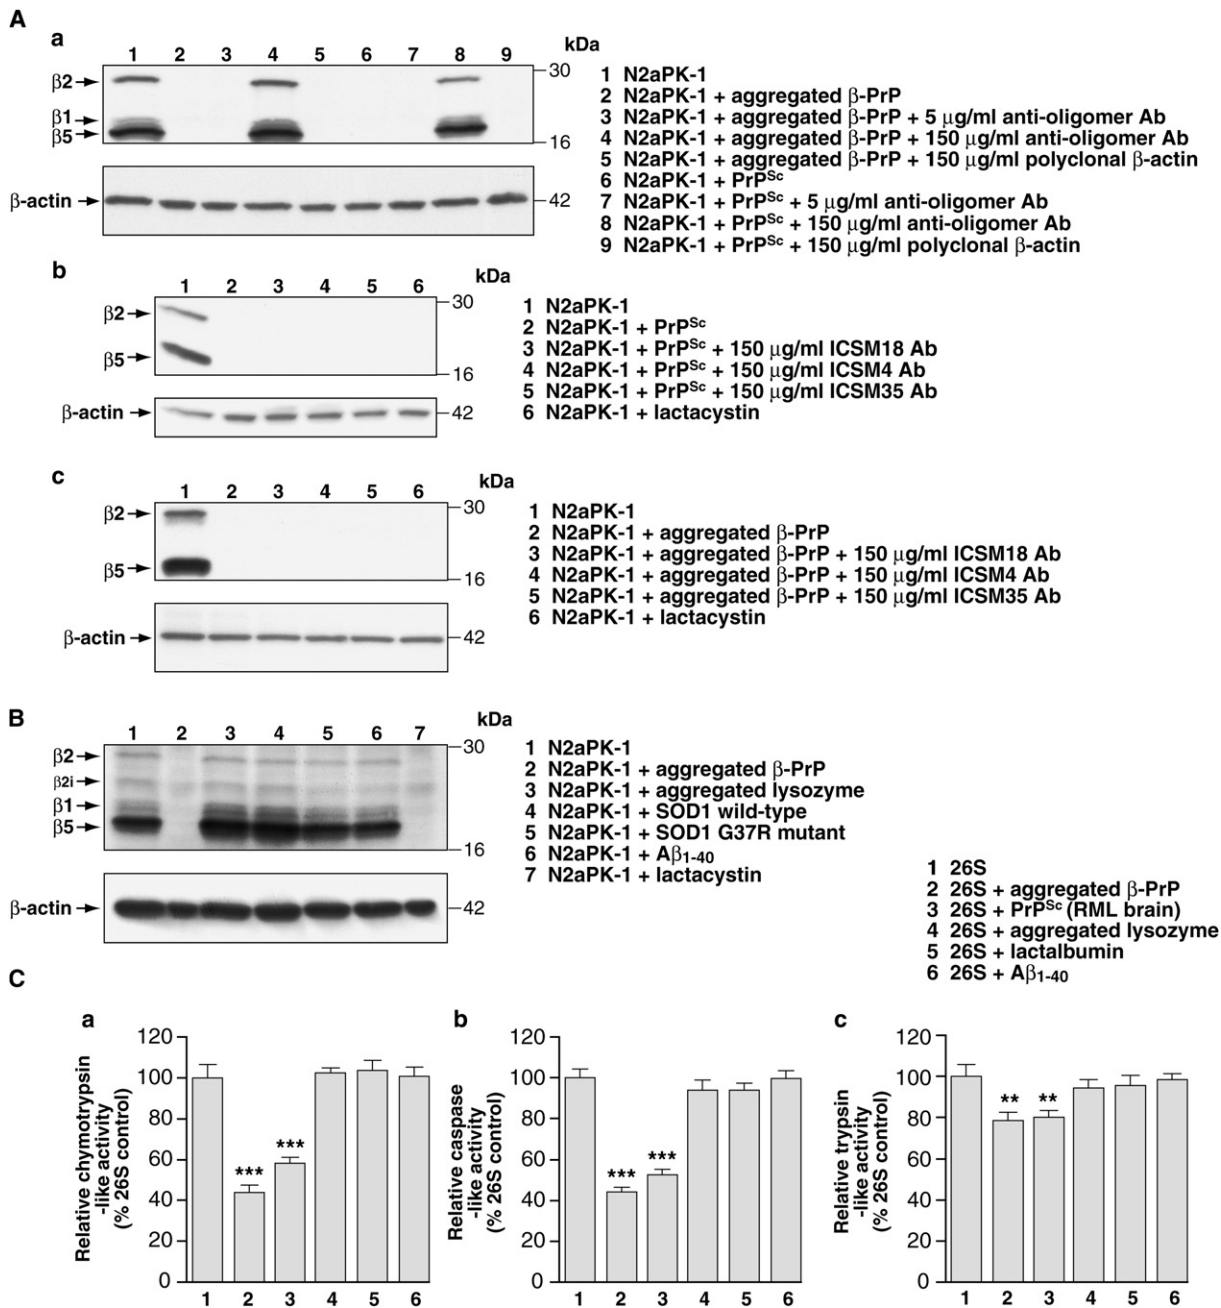 A
a
1 2 3 4 5 6 7 8 9
kDa
β2
β1
β5
30
16
β-actin
42
1 N2aPK-1
2 N2aPK-1 + aggregated β-PrP
3 N2aPK-1 + aggregated β-PrP + 5 μg/ml anti-oligomer Ab
4 N2aPK-1 + aggregated β-PrP + 150 μg/ml anti-oligomer Ab
5 N2aPK-1 + aggregated β-PrP + 150 μg/ml polyclonal β-actin
6 N2aPK-1 + PrPSc
7 N2aPK-1 + PrPSc + 5 μg/ml anti-oligomer Ab
8 N2aPK-1 + PrPSc + 150 μg/ml anti-oligomer Ab
9 N2aPK-1 + PrPSc + 150 μg/ml polyclonal β-actin
b
1 2 3 4 5 6
kDa
β2
β5
30
16
β-actin
42
1 N2aPK-1
2 N2aPK-1 + PrPSc
3 N2aPK-1 + PrPSc + 150 μg/ml ICSM18 Ab
4 N2aPK-1 + PrPSc + 150 μg/ml ICSM4 Ab
5 N2aPK-1 + PrPSc + 150 μg/ml ICSM35 Ab
6 N2aPK-1 + lactacystin
c
1 2 3 4 5 6
kDa
β2
β5
30
16
β-actin
42
1 N2aPK-1
2 N2aPK-1 + aggregated β-PrP
3 N2aPK-1 + aggregated β-PrP + 150 μg/ml ICSM18 Ab
4 N2aPK-1 + aggregated β-PrP + 150 μg/ml ICSM4 Ab
5 N2aPK-1 + aggregated β-PrP + 150 μg/ml ICSM35 Ab
6 N2aPK-1 + lactacystin
B
1 2 3 4 5 6 7
kDa
β2
β2i
β1
β5
30
16
β-actin
42
1 N2aPK-1
2 N2aPK-1 + aggregated β-PrP
3 N2aPK-1 + aggregated lysozyme
4 N2aPK-1 + SOD1 wild-type
5 N2aPK-1 + SOD1 G37R mutant
6 N2aPK-1 + Aβ1-40
7 N2aPK-1 + lactacystin
1 26S
2 26S + aggregated β-PrP
3 26S + PrPSc (RML brain)
4 26S + aggregated lysozyme
5 26S + lactalbumin
6 26S + Aβ1-40
C
a
Relative chymotrypsin
-like activity
(% 26S control)
120
100
80
60
40
20
0
*** ***
1 2 3 4 5 6
b
Relative caspase
-like activity
(% 26S control)
120
100
80
60
40
20
0
*** ***
1 2 3 4 5 6
c
Relative trypsin
-like activity
(% 26S control)
120
100
80
60
40
20
0
** **
1 2 3 4 5 6